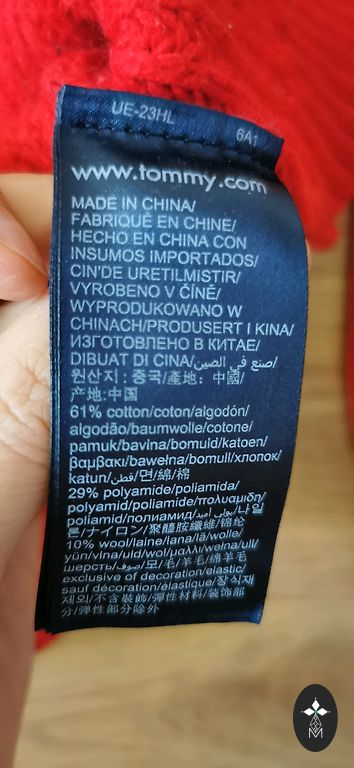 UE-23HL
6A1
www.tommy.com
MADE IN CHINA/
FABRIQUÉ EN CHINE/
HECHO EN CHINA CON
INSUMOS IMPORTADOS/
CIN'DE URETILMISTIR/
VYROBENO V ČÍNĚ/
WYPRODUKOWANO W
CHINACH/PRODUSERT I KINA/
ИЗГОТОВЛЕНО В КИТАЕ/
DIBUAT DI CINA/صنع في الصين/
원산지 : 중국/產地：中國/
产地:中国
61% cotton/coton/algodón/
algodão/baumwolle/cotone/
pamuk/bavlna/bomuld/katoen/
βαμβακι/bawełna/bomull/хлопок/
katun/قطن/면/綿/棉
29% polyamide/poliamida/
polyamid/poliammide/πολυαμιδη/
poliamid/полиамид/بولي أميد/나일
론/ナイロン/聚醯胺纖維/锦纶
10% wool/laine/lana/lã/wolle/
yün/vlna/uld/wol/μαλλι/wełna/ull/
шерсть/صوف/모/毛/羊毛/绵羊毛
exclusive of decoration/elastic/
sauf décoration/élastique/장식재
제외/不含裝飾/彈性材料/装饰部
分/弹性部分除外
M